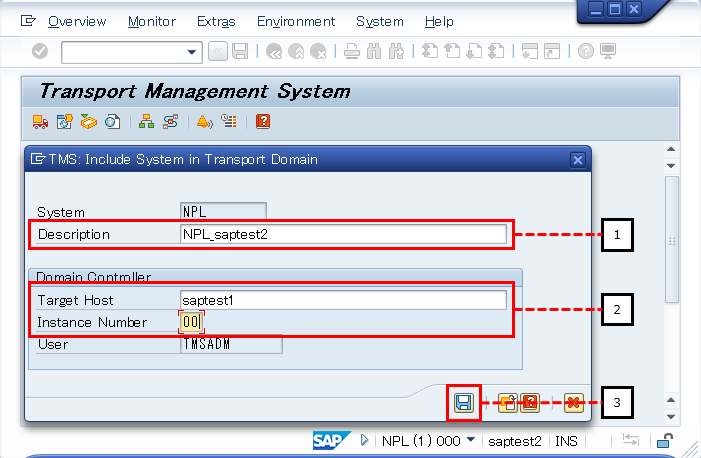 Overview Monitor Extras Environment System Help
Transport Management System
TMS: Include System in Transport Domain
System NPL
Description NPL_saptest2
1
Domain Controller
Target Host saptest1
2
Instance Number 00
User TMSADM
3
SAP NPL (1) 000 saptest2 INS